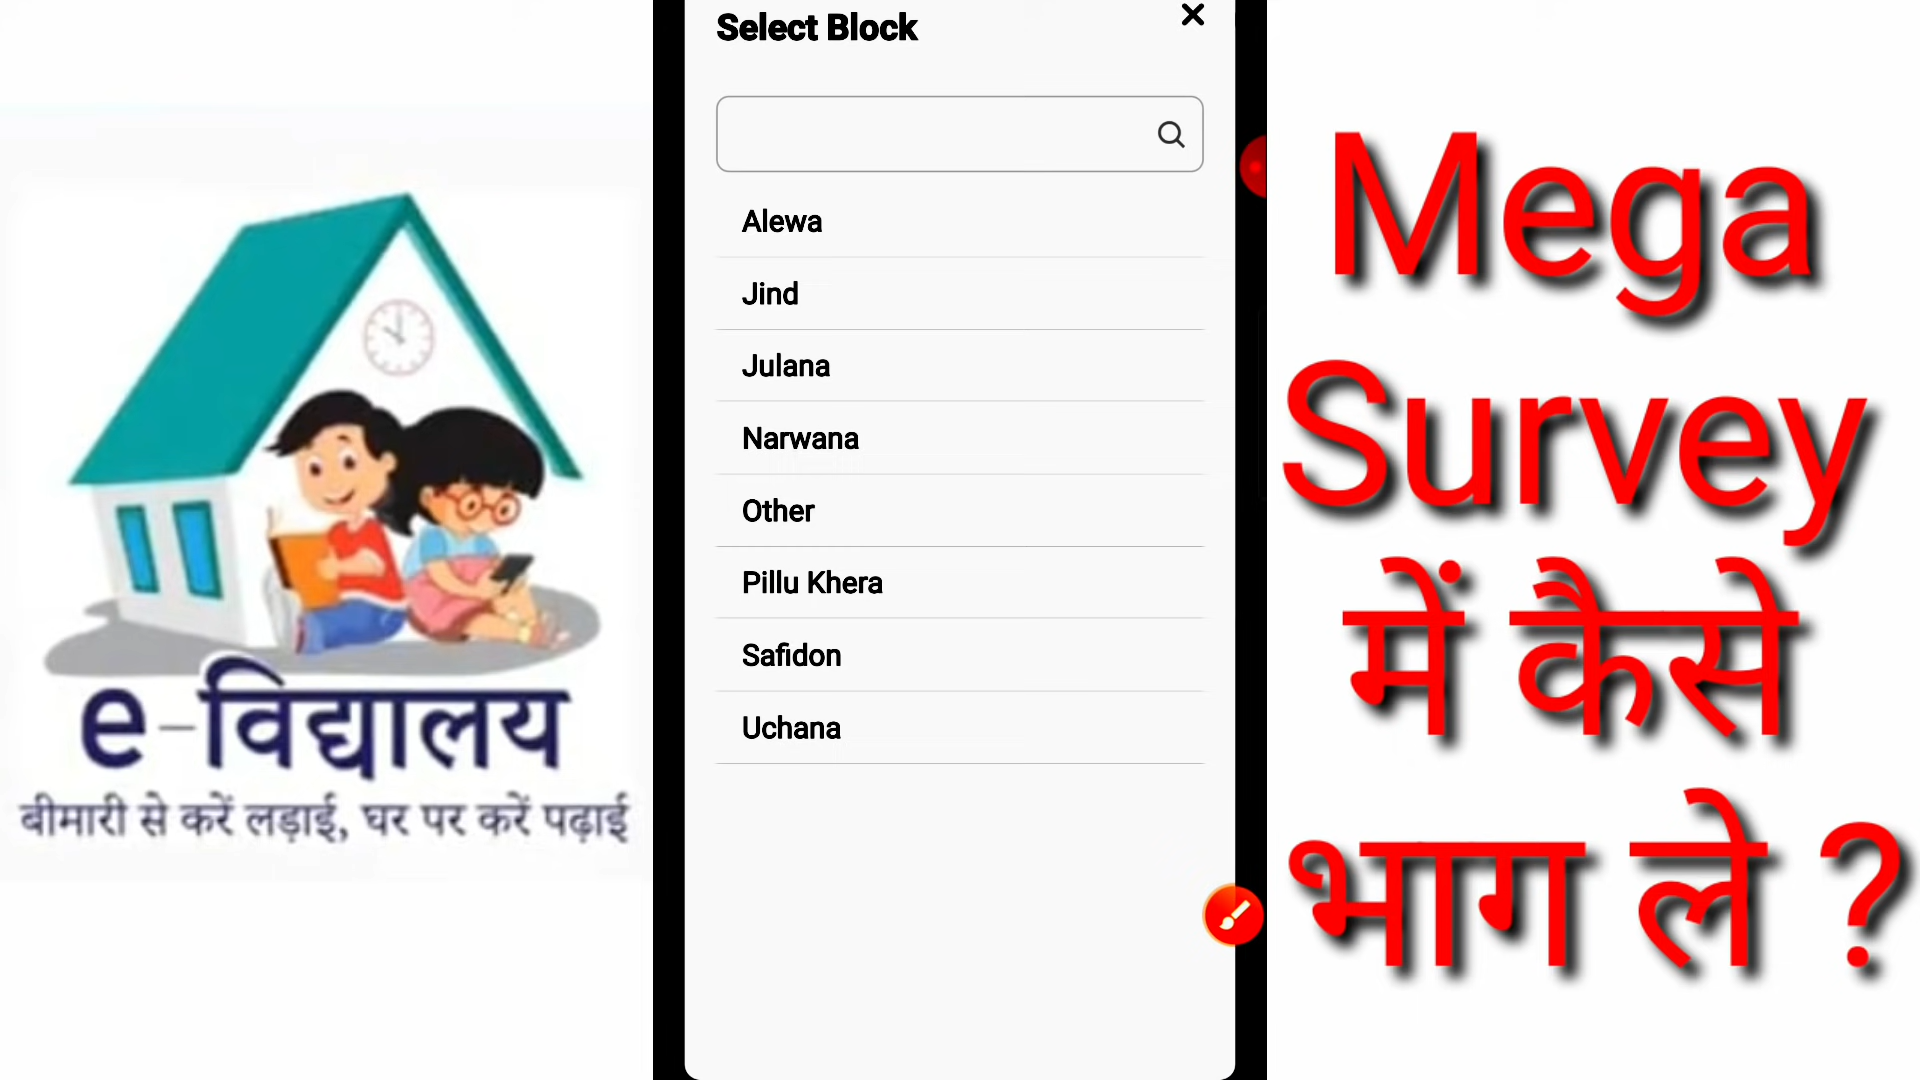 e-विद्यालय
बीमारी से करें लड़ाई, घर पर करें पढ़ाई
Select Block
Alewa
Jind
Julana
Narwana
Other
Pillu Khera
Safidon
Uchana
Mega
Survey
में कैसे
भाग ले ?